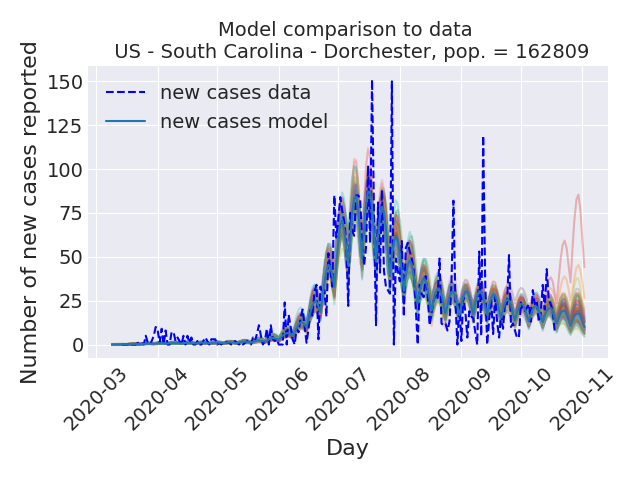 Model comparison to data
US - South Carolina - Dorchester, pop. = 162809
Number of new cases reported
150
125
100
75
50
25
0
new cases data
new cases model
2020-03
2020-04
2020-05
2020-06
2020-07
2020-08
2020-09
2020-10
2020-11
Day